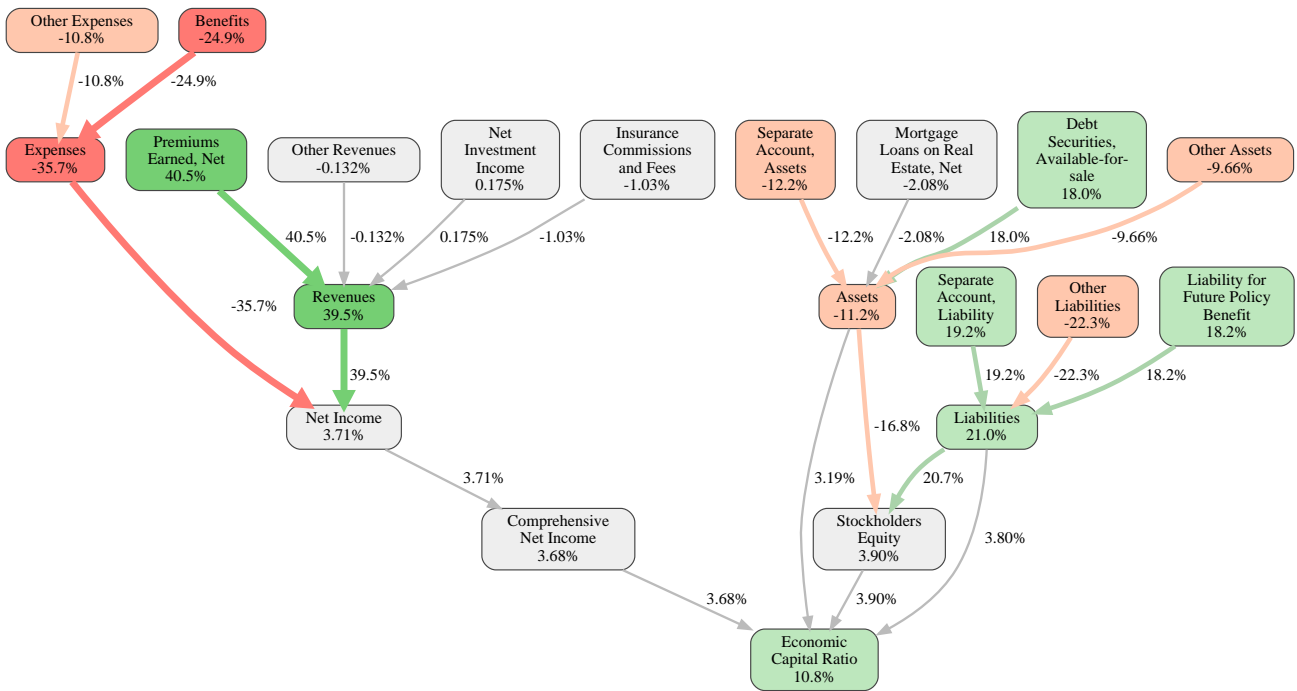 Other Expenses
-10.8%
Benefits
-24.9%
-10.8%
-24.9%
Expenses
-35.7%
Premiums
Earned, Net
40.5%
Other Revenues
-0.132%
Net
Investment
Income
0.175%
Insurance
Commissions
and Fees
-1.03%
Separate
Account,
Assets
-12.2%
Mortgage
Loans on Real
Estate, Net
-2.08%
Debt
Securities,
Available-for-
sale
18.0%
Other Assets
-9.66%
40.5%
-0.132%
0.175%
-1.03%
-12.2%
-2.08%
18.0%
-9.66%
-35.7%
Revenues
39.5%
Assets
-11.2%
Separate
Account,
Liability
19.2%
Other
Liabilities
-22.3%
Liability for
Future Policy
Benefit
18.2%
39.5%
19.2%
-22.3%
18.2%
Net Income
3.71%
-16.8%
Liabilities
21.0%
3.71%
3.19%
20.7%
Comprehensive
Net Income
3.68%
Stockholders
Equity
3.90%
3.80%
3.68%
3.90%
Economic
Capital Ratio
10.8%